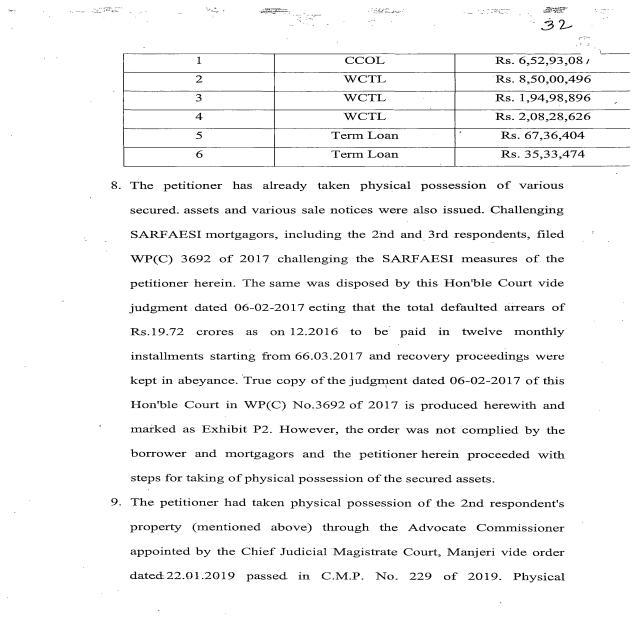 32
1 CCOL Rs. 6,52,93,08
2 WCTL Rs. 8,50,00,496
3 WCTL Rs. 1,94,98,896
4 WCTL Rs. 2,08,28,626
5 Term Loan Rs. 67,36,404
6 Term Loan Rs. 35,33,474
8. The petitioner has already taken physical possession of various
secured. assets and various sale notices were also issued. Challenging
SARFAESI mortgagors, including the 2nd and 3rd respondents, filed
WP(C) 3692 of 2017 challenging the SARFAESI measures of the
petitioner herein. The same was disposed by this Hon'ble Court vide
judgment dated 06-02-2017 ecting that the total defaulted arrears of
Rs.19.72 crores as on 12.2016 to be paid in twelve monthly
installments starting from 66.03.2017 and recovery proceedings were
kept in abeyance. True copy of the judgment dated 06-02-2017 of this
Hon'ble Court in WP(C) No.3692 of 2017 is produced herewith and
marked as Exhibit P2. However, the order was not complied by the
borrower and mortgagors and the petitioner herein proceeded with
steps for taking of physical possession of the secured assets.
9. The petitioner had taken physical possession of the 2nd respondent's
property (mentioned above) through the Advocate Commissioner
appointed by the Chief Judicial Magistrate Court, Manjeri vide order
dated 22.01.2019 passed in C.M.P. No. 229 of 2019. Physical